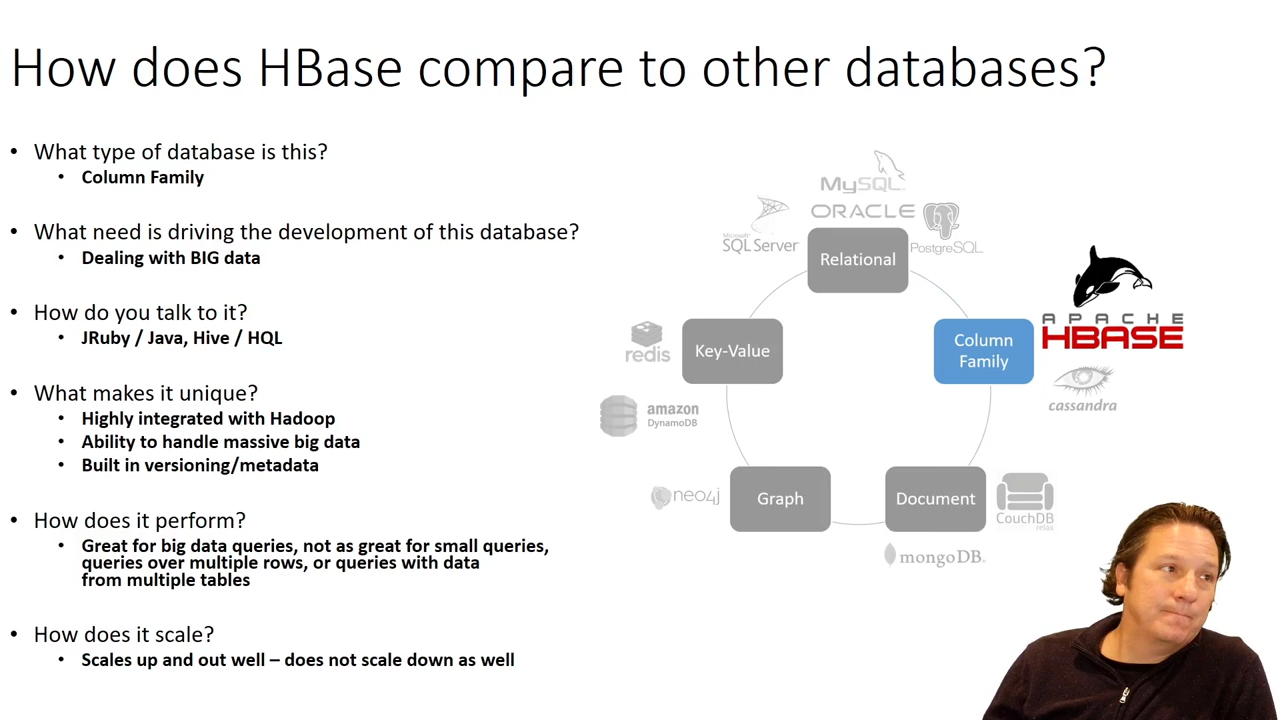 How does HBase compare to other databases?
• What type of database is this?
• Column Family
• What need is driving the development of this database?
• Dealing with BIG data
• How do you talk to it?
• JRuby / Java, Hive / HQL
• What makes it unique?
• Highly integrated with Hadoop
• Ability to handle massive big data
• Built in versioning/metadata
• How does it perform?
• Great for big data queries, not as great for small queries,
queries over multiple rows, or queries with data
from multiple tables
• How does it scale?
• Scales up and out well – does not scale down as well
MySQL
ORACLE
Microsoft
SQL Server
PostgreSQL
Relational
APACHE
HBASE
Column
Family
cassandra
redis
Key-Value
amazon
DynamoDB
neo4j
Graph
Document
CouchDB
relax
mongoDB